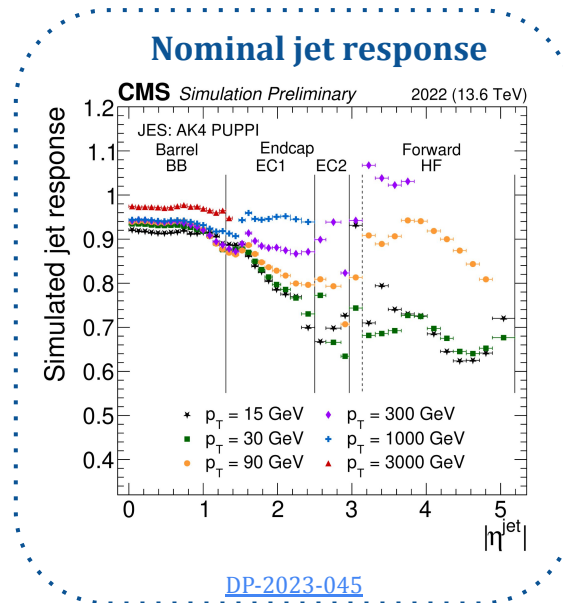 Nominal jet response
CMS Simulation Preliminary 2022 (13.6 TeV)
JES: AK4 PUPPI
Barrel Endcap Forward
BB EC1 EC2 HF
Simulated jet response
1.2
1.1
1
0.9
0.8
0.7
0.6
0.5
0.4
p_T = 15 GeV
p_T = 30 GeV
p_T = 90 GeV
p_T = 300 GeV
p_T = 1000 GeV
p_T = 3000 GeV
0 1 2 3 4 5
|η^jet|
DP-2023-045